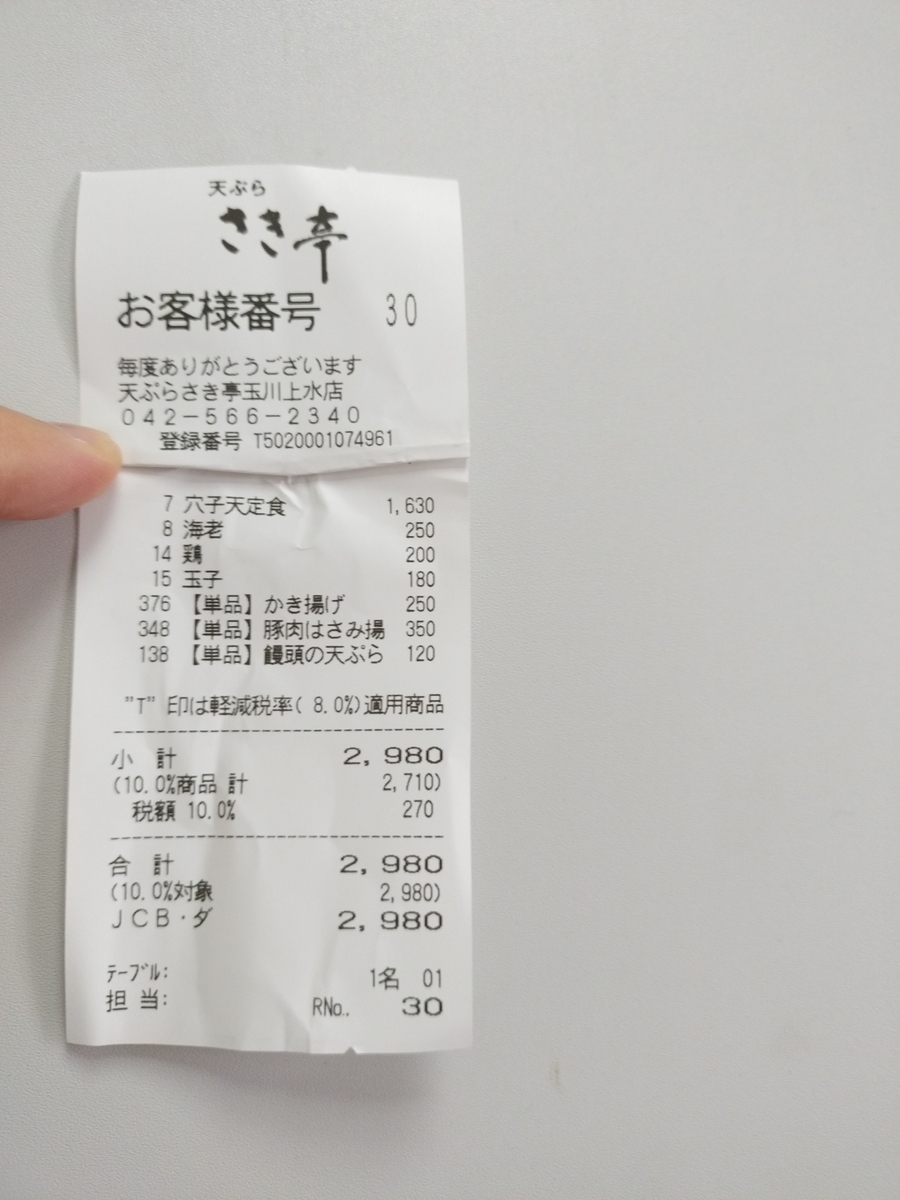 天ぷら
さき亭
お客様番号 30
毎度ありがとうございます
天ぷらさき亭玉川上水店
042-566-2340
登録番号 T5020001074961
7 穴子天定食 1,630
8 海老 250
14 鶏 200
15 玉子 180
376 【単品】かき揚げ 250
348 【単品】豚肉はさみ揚 350
138 【単品】饅頭の天ぷら 120
"T" 印は軽減税率( 8.0%)適用商品
小 計 2,980
(10.0%商品 計 2,710)
税額 10.0% 270
合 計 2,980
(10.0%対象 2,980)
JCB・ダ 2,980
テーブル: 1名 01
担 当: RNo.. 30